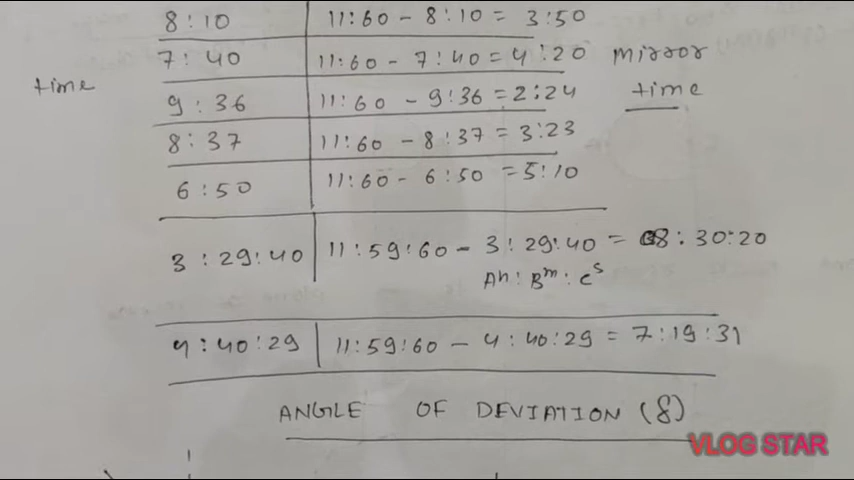 8:10 11:60 - 8:10 = 3:50
7:40 11:60 - 7:40 = 4:20 mirror
time 9:36 11:60 - 9:36 = 2:24 time
8:37 11:60 - 8:37 = 3:23
6:50 11:60 - 6:50 = 5:10
3:29:40 11:59:60 - 3:29:40 = 08:30:20
Ah:Bm:Cs
4:40:29 11:59:60 - 4:40:29 = 7:19:31
ANGLE OF DEVIATION (δ)
VLOG STAR